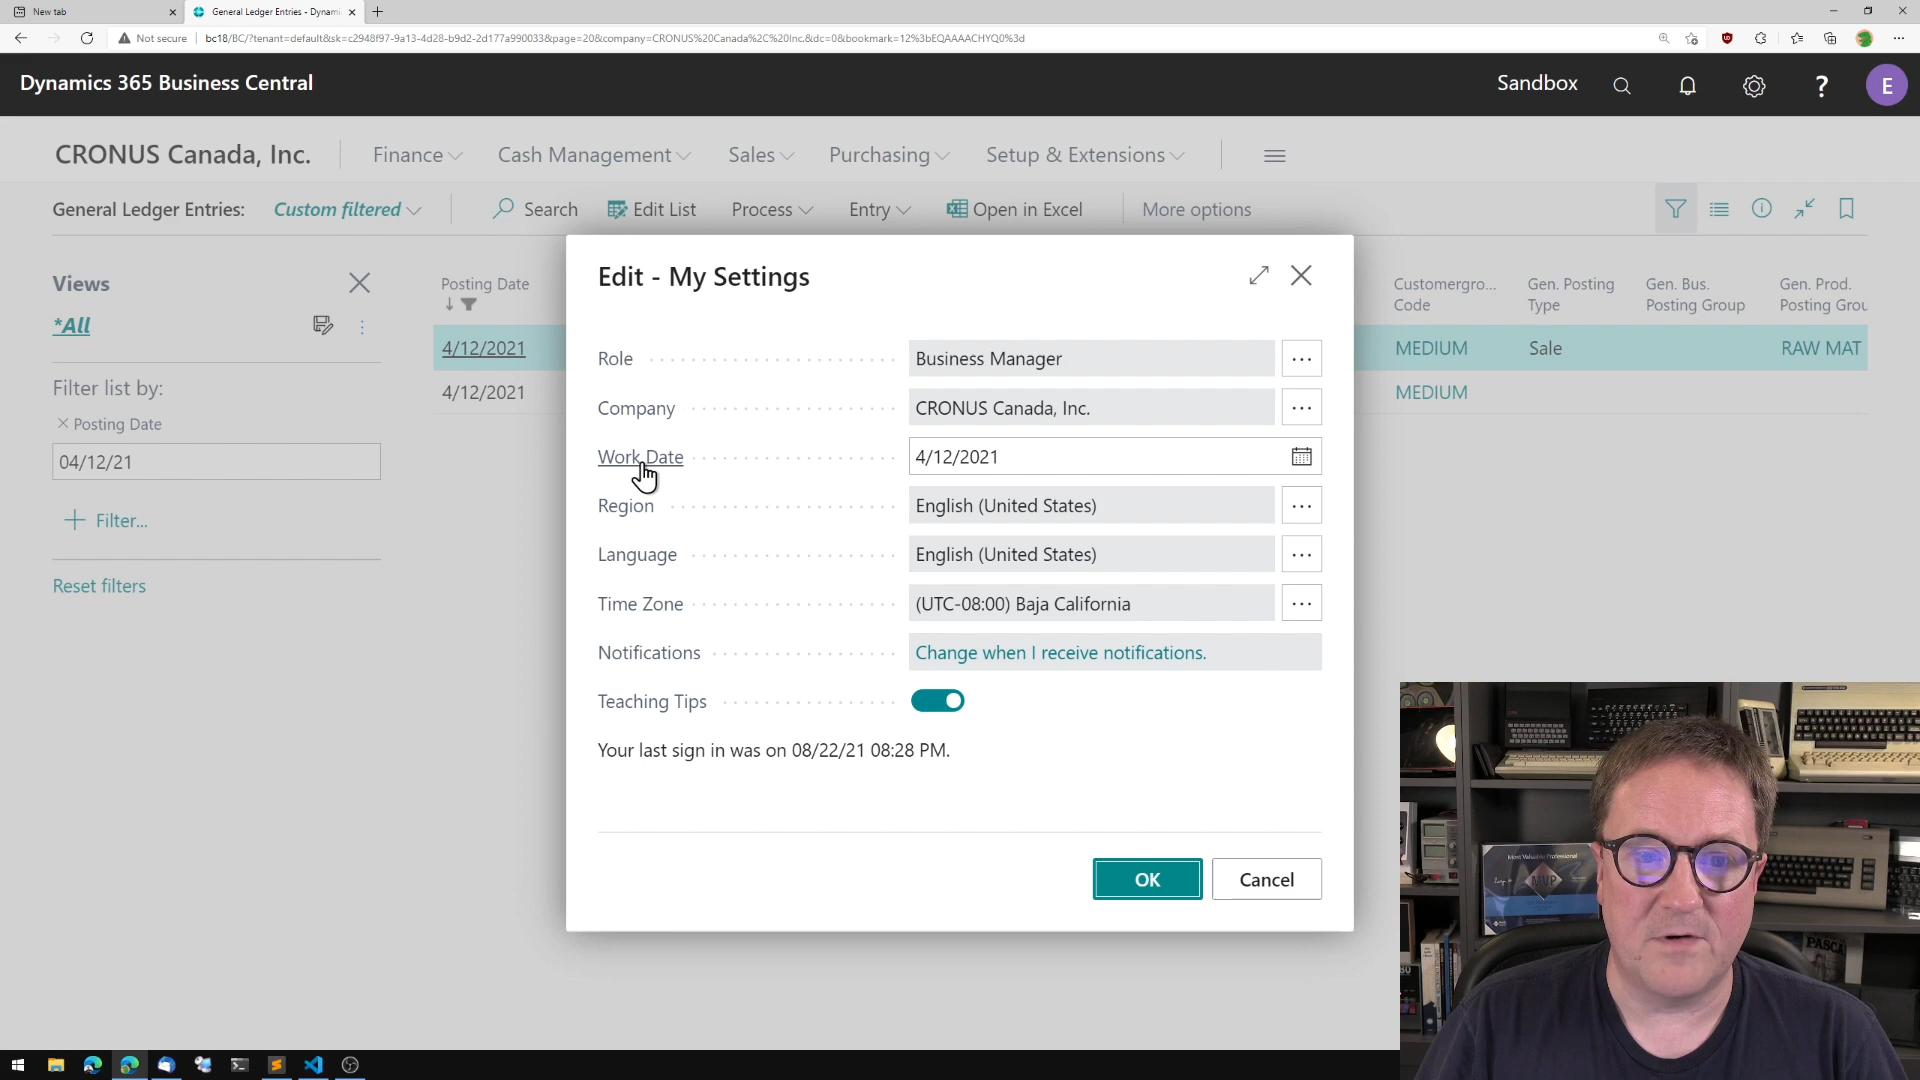 New tab
General Ledger Entries - Dynami
Not secure
bc18/BC/?tenant=default&sk=c2948f97-9a13-4d28-b9d2-2d177a990033&page=20&company=CRONUS%20Canada%2C%20Inc.&dc=0&bookmark=12%3bEQAAAACHYQ0%3d
Dynamics 365 Business Central
Sandbox
E
CRONUS Canada, Inc.
Finance
Cash Management
Sales
Purchasing
Setup & Extensions
General Ledger Entries:
Custom filtered
Search
Edit List
Process
Entry
Open in Excel
More options
Views
*All
Filter list by:
Posting Date
04/12/21
Filter...
Reset filters
Posting Date
4/12/2021
4/12/2021
Edit - My Settings
Role
Business Manager
Company
CRONUS Canada, Inc.
Work Date
4/12/2021
Region
English (United States)
Language
English (United States)
Time Zone
(UTC-08:00) Baja California
Notifications
Change when I receive notifications.
Teaching Tips
Your last sign in was on 08/22/21 08:28 PM.
OK
Cancel
Customergro... Code
Gen. Posting Type
Gen. Bus. Posting Group
Gen. Prod. Posting Grou
MEDIUM
Sale
RAW MAT
MEDIUM
Most Valuable Professional
MVP
PASCA